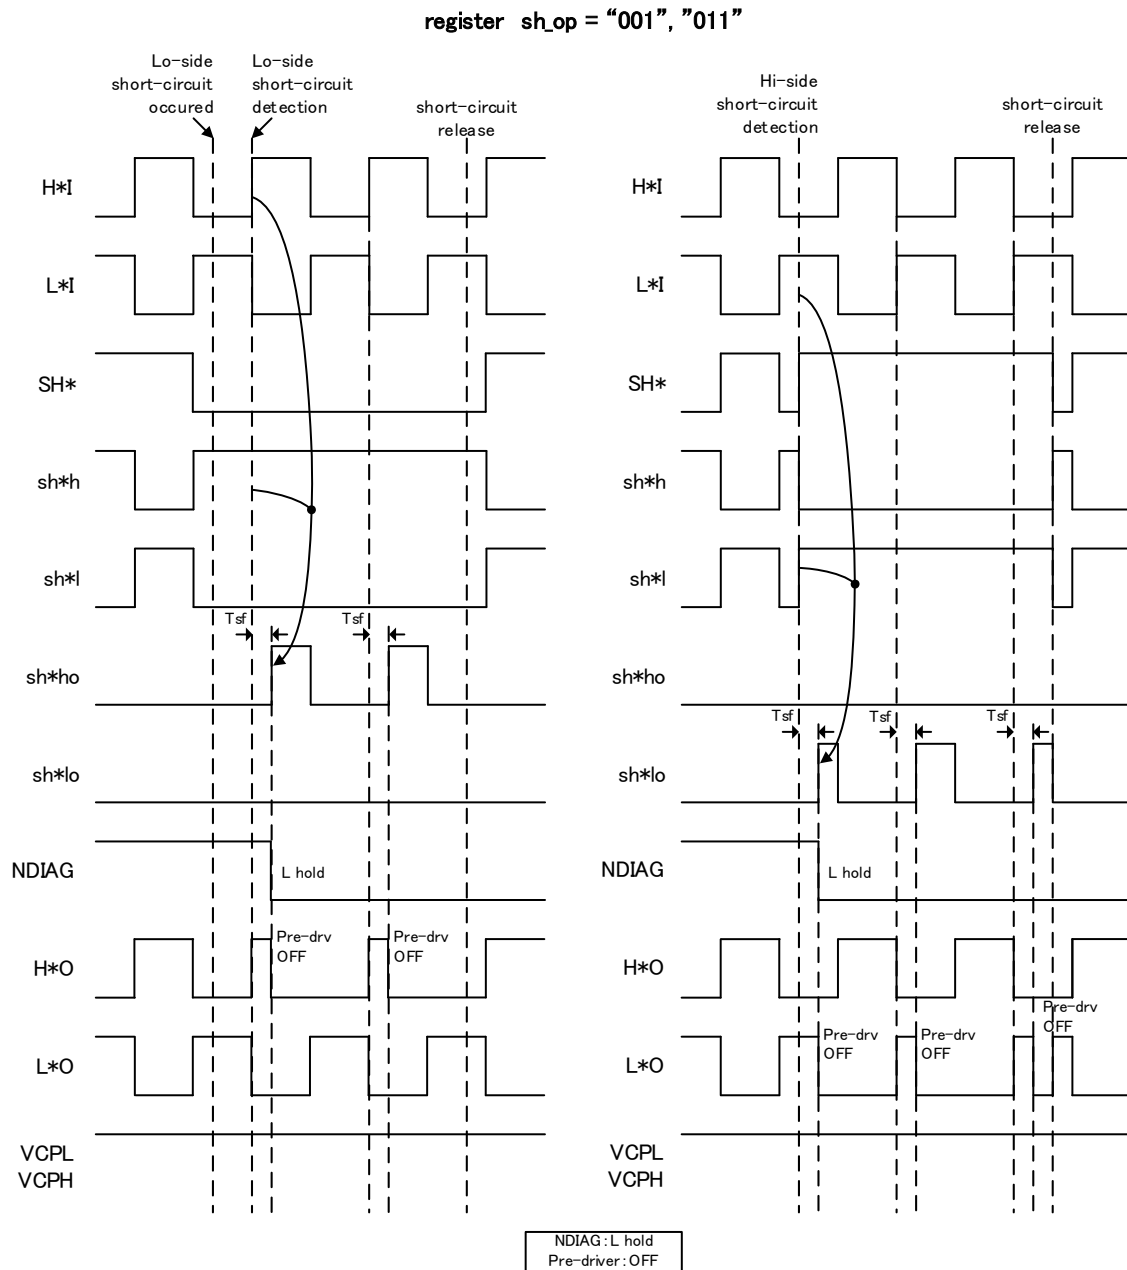 register sh_op = “001”, ”011”
Lo-side
short-circuit
occured
Lo-side
short-circuit
detection
short-circuit
release
Hi-side
short-circuit
detection
short-circuit
release
H*I
H*I
L*I
L*I
SH*
SH*
sh*h
sh*h
sh*l
sh*l
Tsf
Tsf
sh*ho
sh*ho
Tsf
Tsf
Tsf
sh*lo
sh*lo
NDIAG
L hold
NDIAG
L hold
Pre-drv
OFF
Pre-drv
OFF
H*O
H*O
Pre-drv
OFF
Pre-drv
OFF
Pre-drv
OFF
L*O
L*O
VCPL
VCPH
VCPL
VCPH
NDIAG:L hold
Pre-driver:OFF